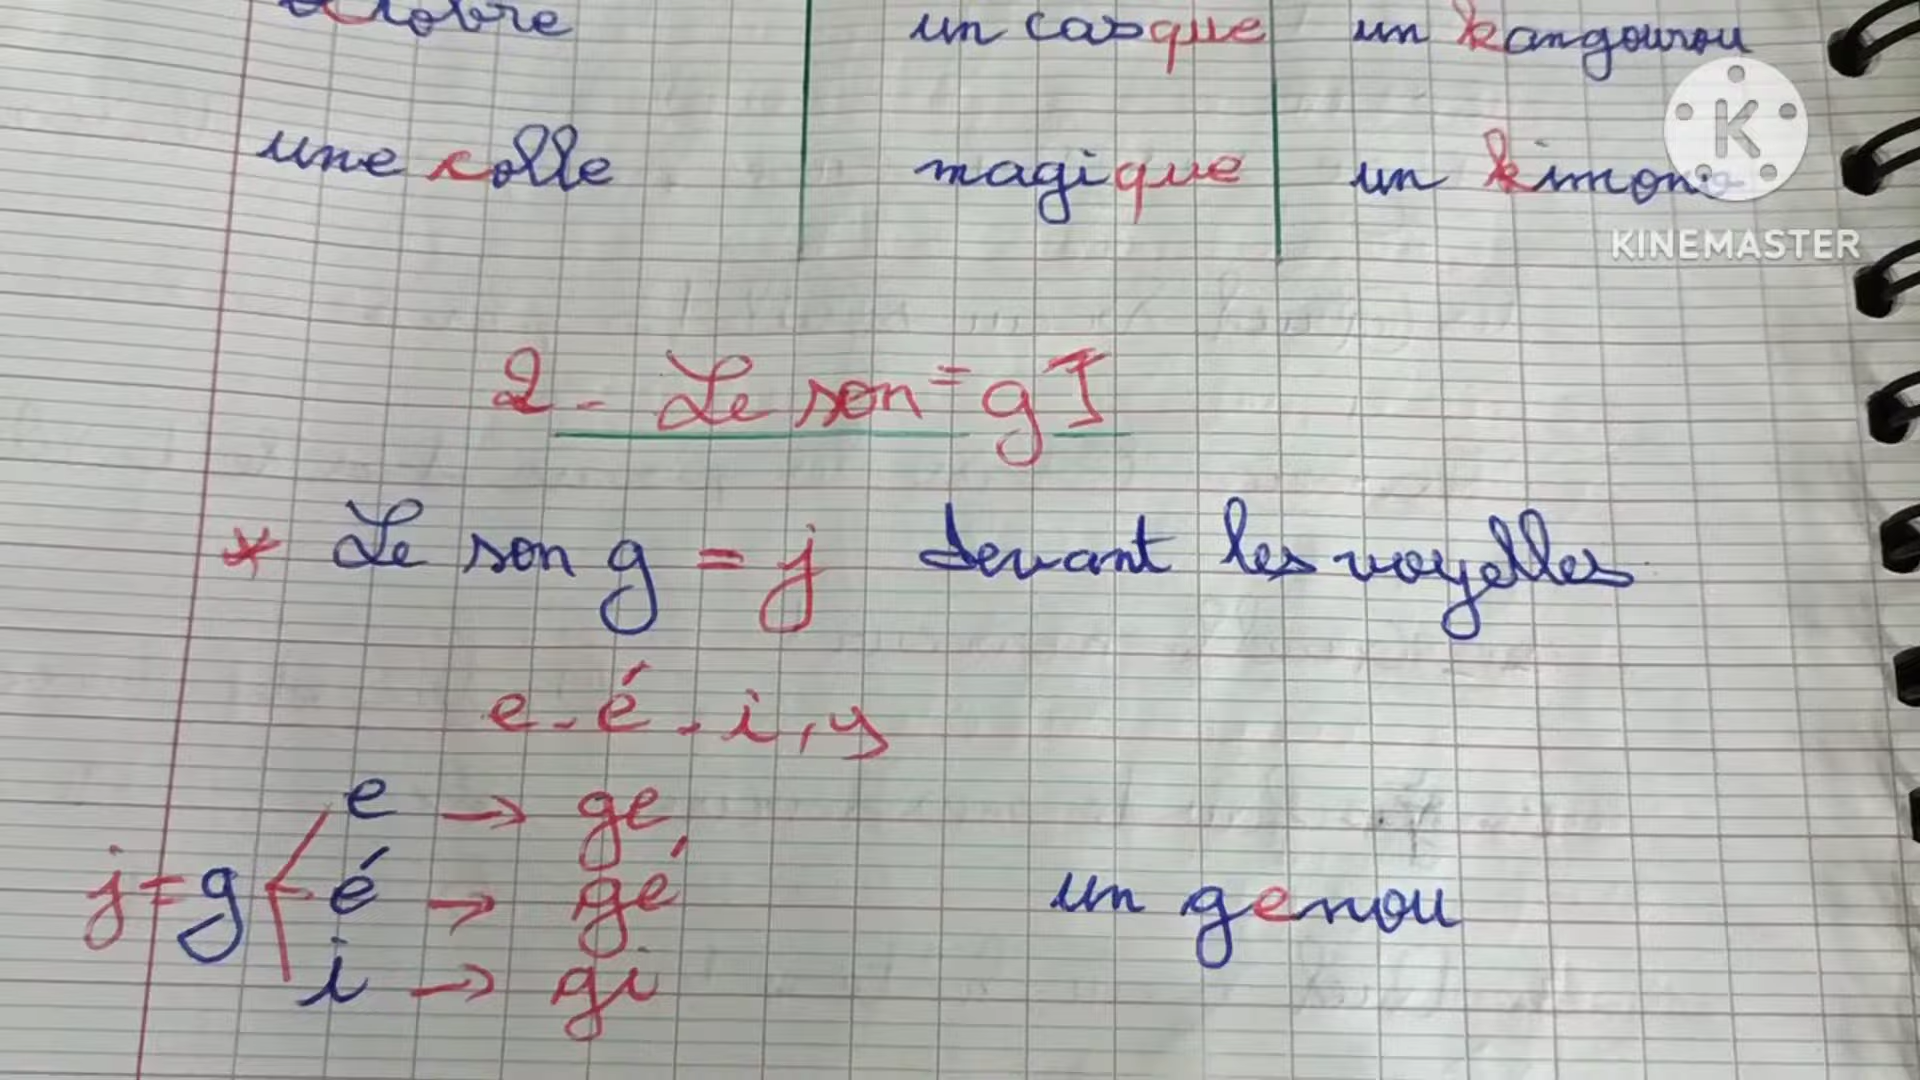 octobre un casque un kangourou
une colle magique un kimono
KINEMASTER
2 - Le son = g I
* Le son g = j devant les voyelles
e - é - i , y
e → ge
j = g é → gé un genou
i → gi